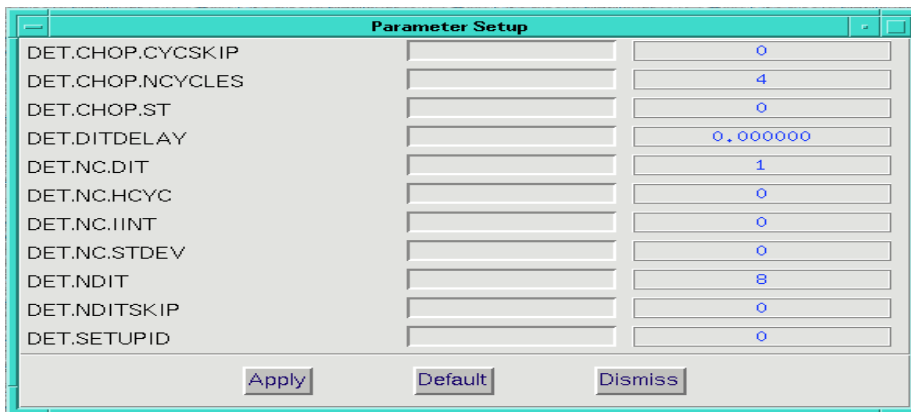 Parameter Setup
DET.CHOP.CYCSKIP 0
DET.CHOP.NCYCLES 4
DET.CHOP.ST 0
DET.DITDELAY 0.000000
DET.NC.DIT 1
DET.NC.HCYC 0
DET.NC.IINT 0
DET.NC.STDEV 0
DET.NDIT 8
DET.NDITSKIP 0
DET.SETUPID 0
Apply Default Dismiss